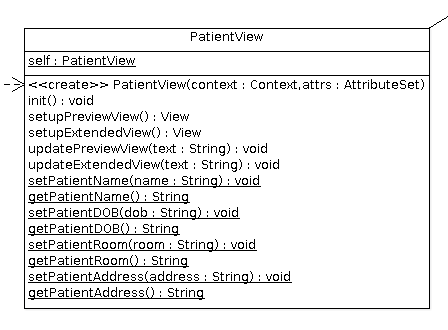 PatientView
self : PatientView
<<create>> PatientView(context : Context,attrs : AttributeSet)
init() : void
setupPreviewView() : View
setupExtendedView() : View
updatePreviewView(text : String) : void
updateExtendedView(text : String) : void
setPatientName(name : String) : void
getPatientName() : String
setPatientDOB(dob : String) : void
getPatientDOB() : String
setPatientRoom(room : String) : void
getPatientRoom() : String
setPatientAddress(address : String) : void
getPatientAddress() : String